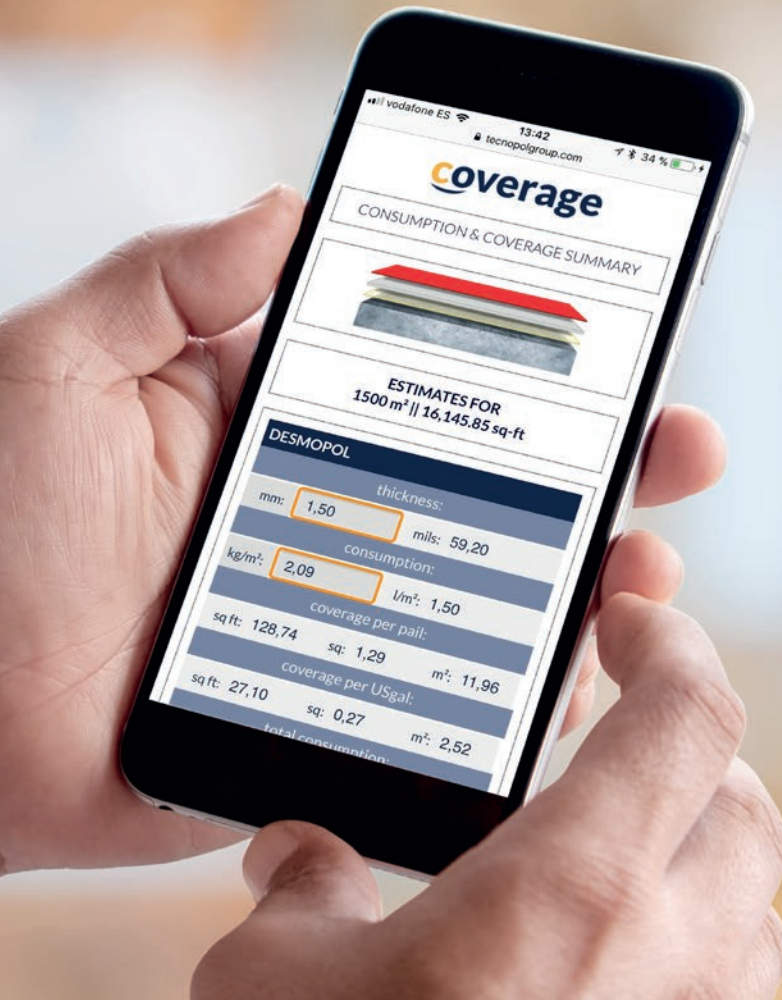 vodafone ES 13:42 34 %
tecnopolgroup.com
coverage
CONSUMPTION & COVERAGE SUMMARY
ESTIMATES FOR
1500 m² || 16,145.85 sq-ft
DESMOPOL
thickness:
mm: 1,50 mils: 59,20
consumption:
kg/m²: 2,09 l/m²: 1,50
coverage per pail:
sq ft: 128,74 sq: 1,29 m²: 11,96
coverage per USgal:
sq ft: 27,10 sq: 0,27 m²: 2,52
total consumption: